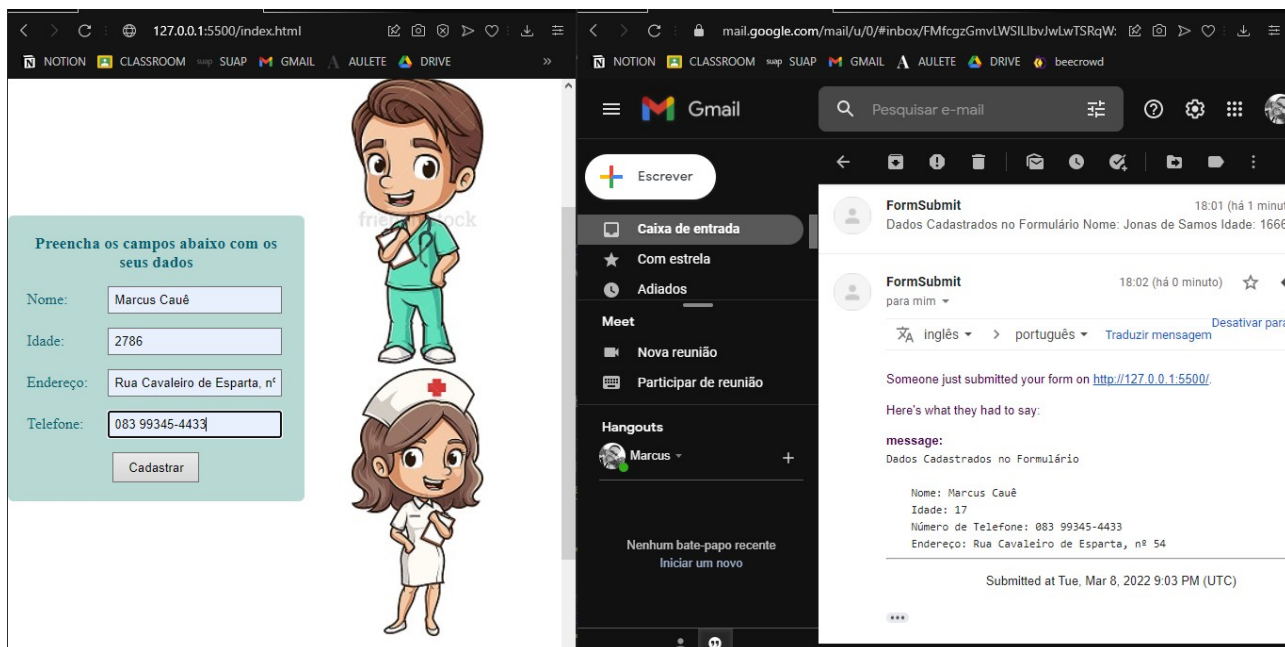 127.0.0.1:5500/index.html
NOTION CLASSROOM suap SUAP GMAIL AULETE DRIVE »
Preencha os campos abaixo com os
seus dados
Nome: Marcus Cauê
Idade: 2786
Endereço: Rua Cavaleiro de Esparta, nº
Telefone: 083 99345-4433
Cadastrar
mail.google.com/mail/u/0/#inbox/FMfcgzGmvLWSlLlbvJwLwTSRqW:
NOTION CLASSROOM suap SUAP GMAIL AULETE DRIVE beecrowd
Gmail
Pesquisar e-mail
Escrever
Caixa de entrada
Com estrela
Adiados
Meet
Nova reunião
Participar de reunião
Hangouts
Marcus
Nenhum bate-papo recente
Iniciar um novo
FormSubmit 18:01 (há 1 minut
Dados Cadastrados no Formulário Nome: Jonas de Samos Idade: 1666
FormSubmit 18:02 (há 0 minuto)
para mim
inglês > português Traduzir mensagem Desativar para
Someone just submitted your form on http://127.0.0.1:5500/.
Here's what they had to say:
message:
Dados Cadastrados no Formulário
Nome: Marcus Cauê
Idade: 17
Número de Telefone: 083 99345-4433
Endereço: Rua Cavaleiro de Esparta, nº 54
Submitted at Tue, Mar 8, 2022 9:03 PM (UTC)